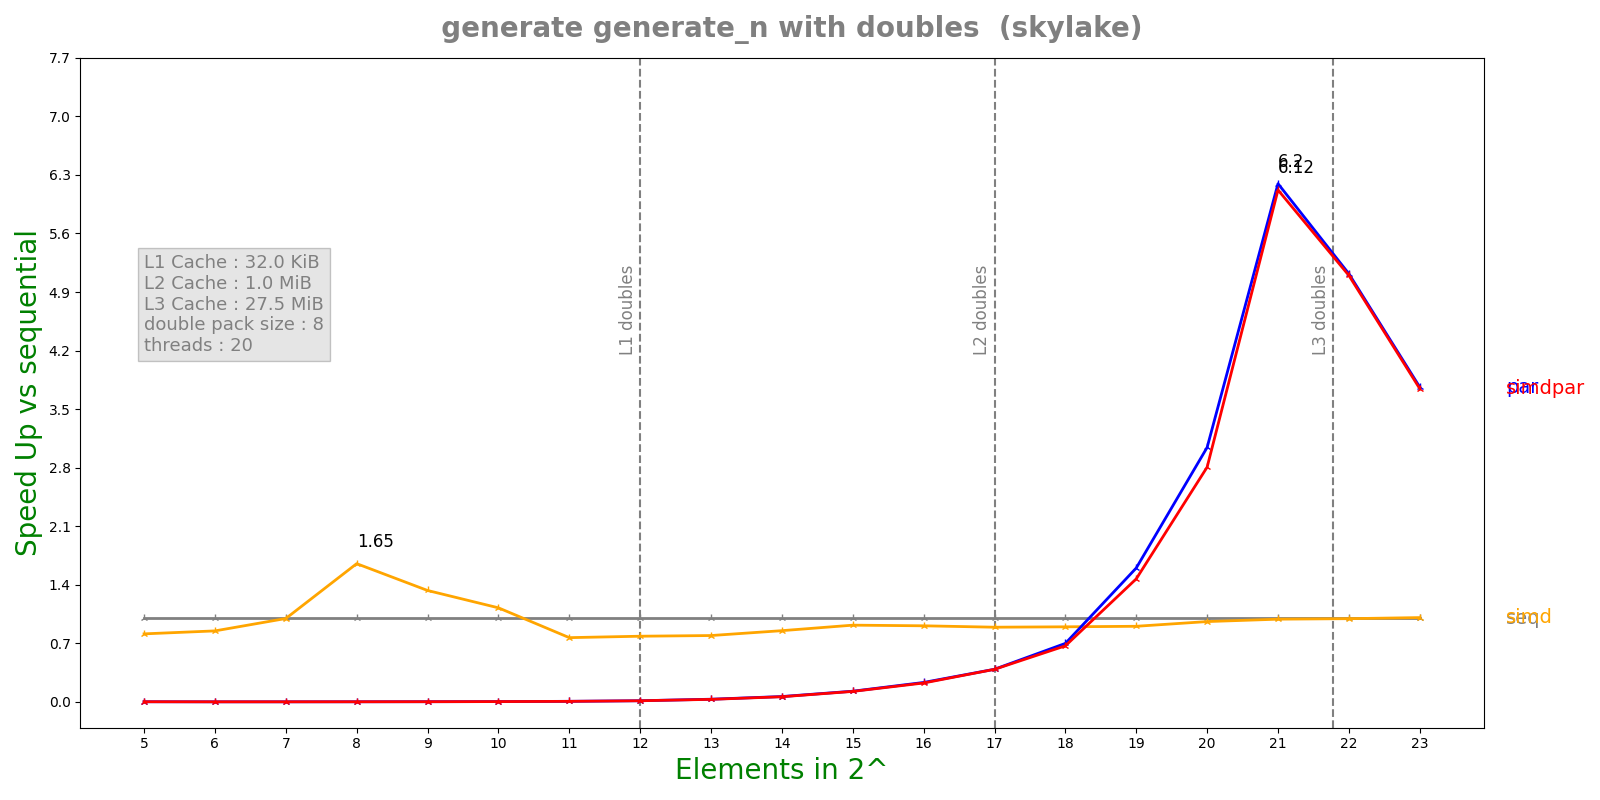 generate generate_n with doubles (skylake)
Speed Up vs sequential
7.7
7.0
6.3
5.6
4.9
4.2
3.5
2.8
2.1
1.4
0.7
0.0
L1 Cache : 32.0 KiB
L2 Cache : 1.0 MiB
L3 Cache : 27.5 MiB
double pack size : 8
threads : 20
1.65
L1 doubles
L2 doubles
6.2
6.12
L3 doubles
par
simdpar
seq
simd
5 6 7 8 9 10 11 12 13 14 15 16 17 18 19 20 21 22 23
Elements in 2^